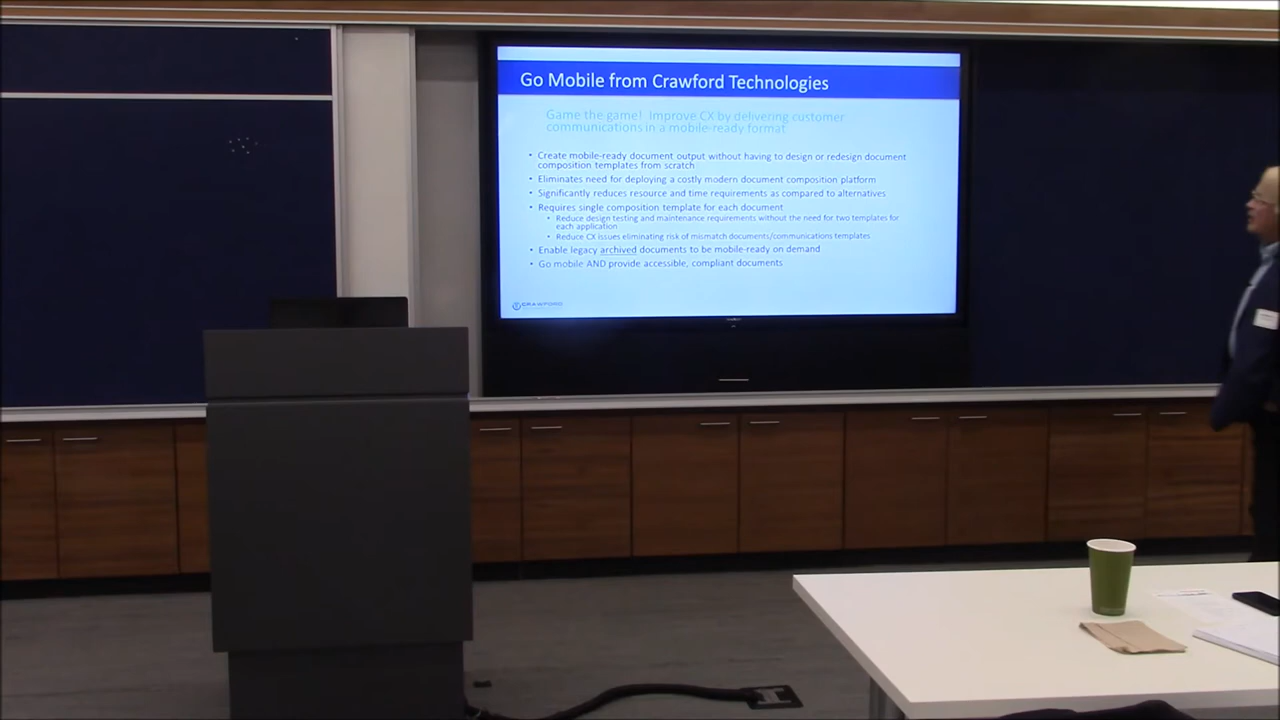 Go Mobile from Crawford Technologies
Game the game! Improve CX by delivering customer
communications in a mobile-ready format
• Create mobile-ready document output without having to design or redesign document
composition templates from scratch
• Eliminates need for deploying a costly modern document composition platform
• Significantly reduces resource and time requirements as compared to alternatives
• Requires single composition template for each document
• Reduce design testing and maintenance requirements without the need for two templates for
each application
• Reduce CX issues eliminating risk of mismatch documents/communications templates
• Enable legacy archived documents to be mobile-ready on demand
• Go mobile AND provide accessible, compliant documents
CRAWFORD